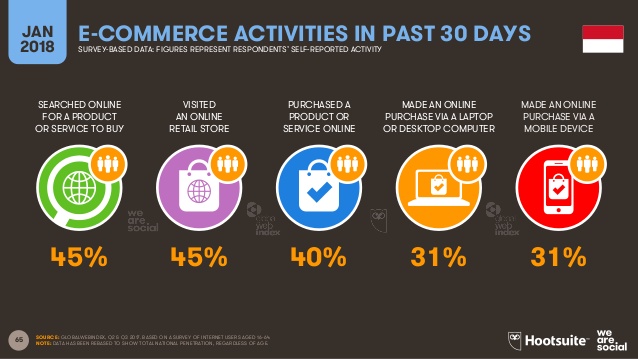 JAN
2018
E-COMMERCE ACTIVITIES IN PAST 30 DAYS
SURVEY-BASED DATA: FIGURES REPRESENT RESPONDENTS' SELF-REPORTED ACTIVITY
SEARCHED ONLINE
FOR A PRODUCT
OR SERVICE TO BUY
VISITED
AN ONLINE
RETAIL STORE
PURCHASED A
PRODUCT OR
SERVICE ONLINE
MADE AN ONLINE
PURCHASE VIA A LAPTOP
OR DESKTOP COMPUTER
MADE AN ONLINE
PURCHASE VIA A
MOBILE DEVICE
we
are
social
global
web
index
global
web
index
45%
45%
40%
31%
31%
65
SOURCE: GLOBALWEBINDEX, Q2 & Q3 2017. BASED ON A SURVEY OF INTERNET USERS AGED 16-64.
NOTE: DATA HAS BEEN REBASED TO SHOW TOTAL NATIONAL PENETRATION, REGARDLESS OF AGE.
Hootsuite™
we
are
social